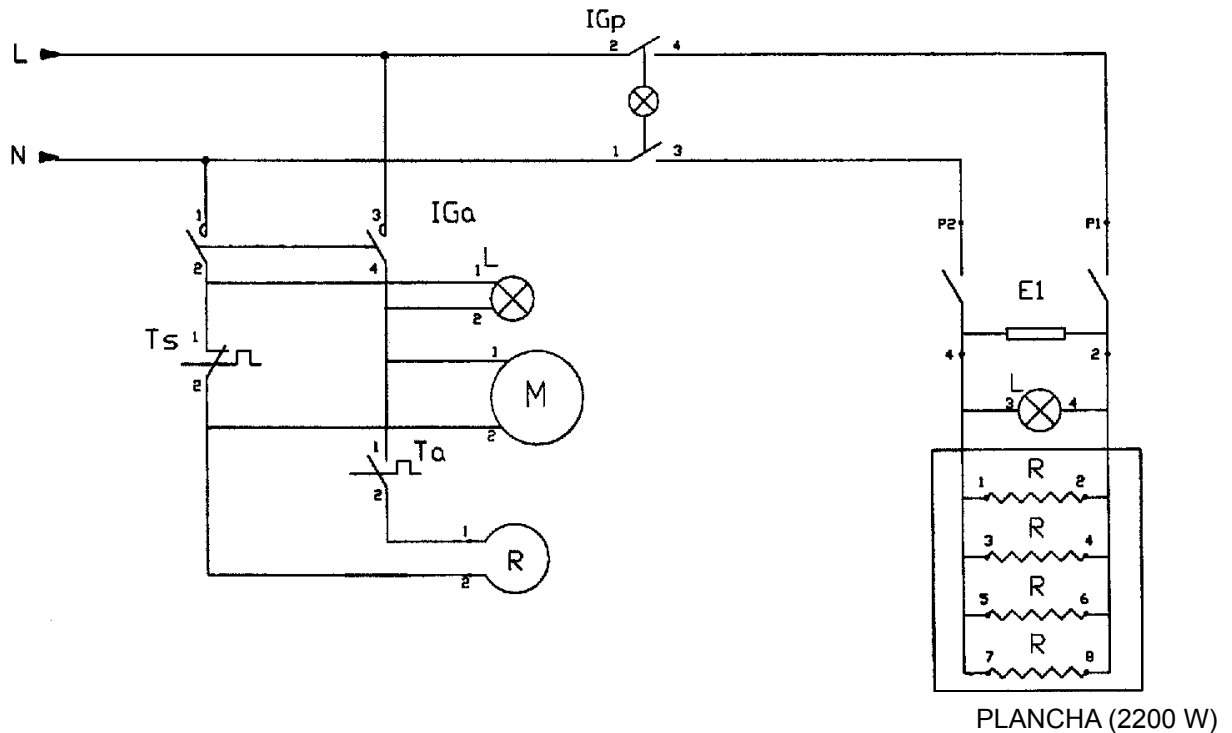 IGp
L 2 4
N 1 3
1 3 IGa
P2 P1
2 4 L 1
2
E1
Ts 1
2
1
M
2
4 2
L
3 4
Ta 1
2
1
R
2
R
1 2
R
3 4
R
5 6
R
7 8
PLANCHA (2200 W)